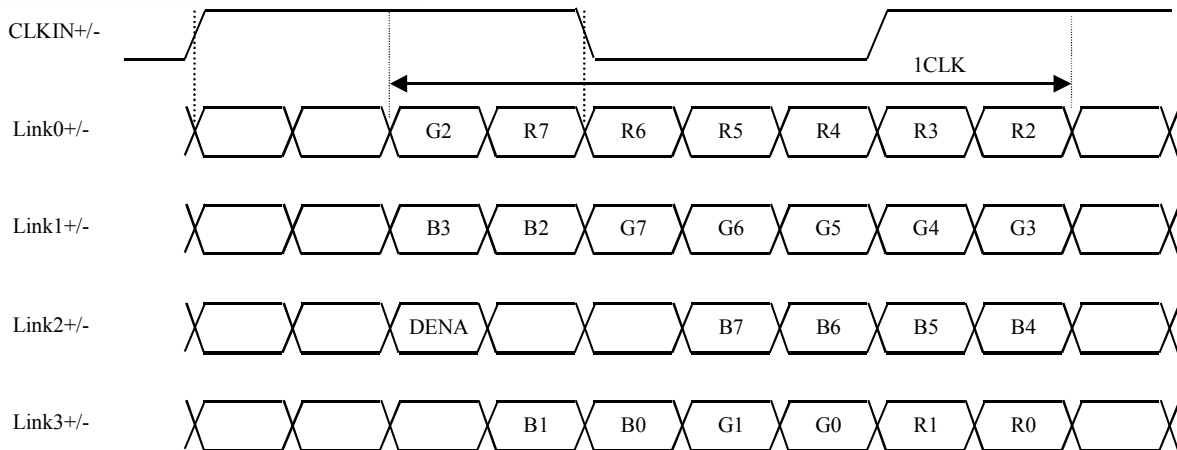 CLKIN+/-
1CLK
Link0+/- G2 R7 R6 R5 R4 R3 R2
Link1+/- B3 B2 G7 G6 G5 G4 G3
Link2+/- DENA B7 B6 B5 B4
Link3+/- B1 B0 G1 G0 R1 R0